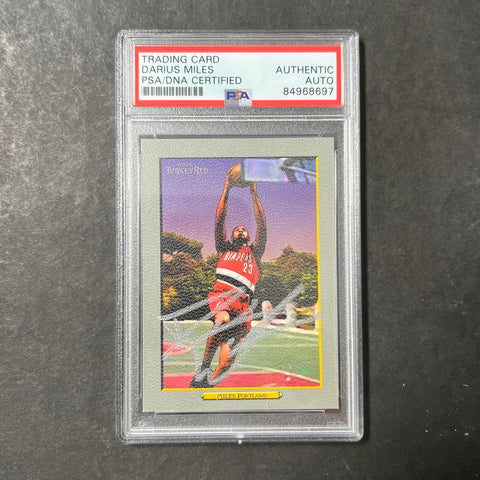 TRADING CARD
DARIUS MILES
PSA/DNA CERTIFIED
AUTHENTIC
AUTO
84968697
PSA
TURKEY RED
BLAZERS
23
MILES PORTLAND